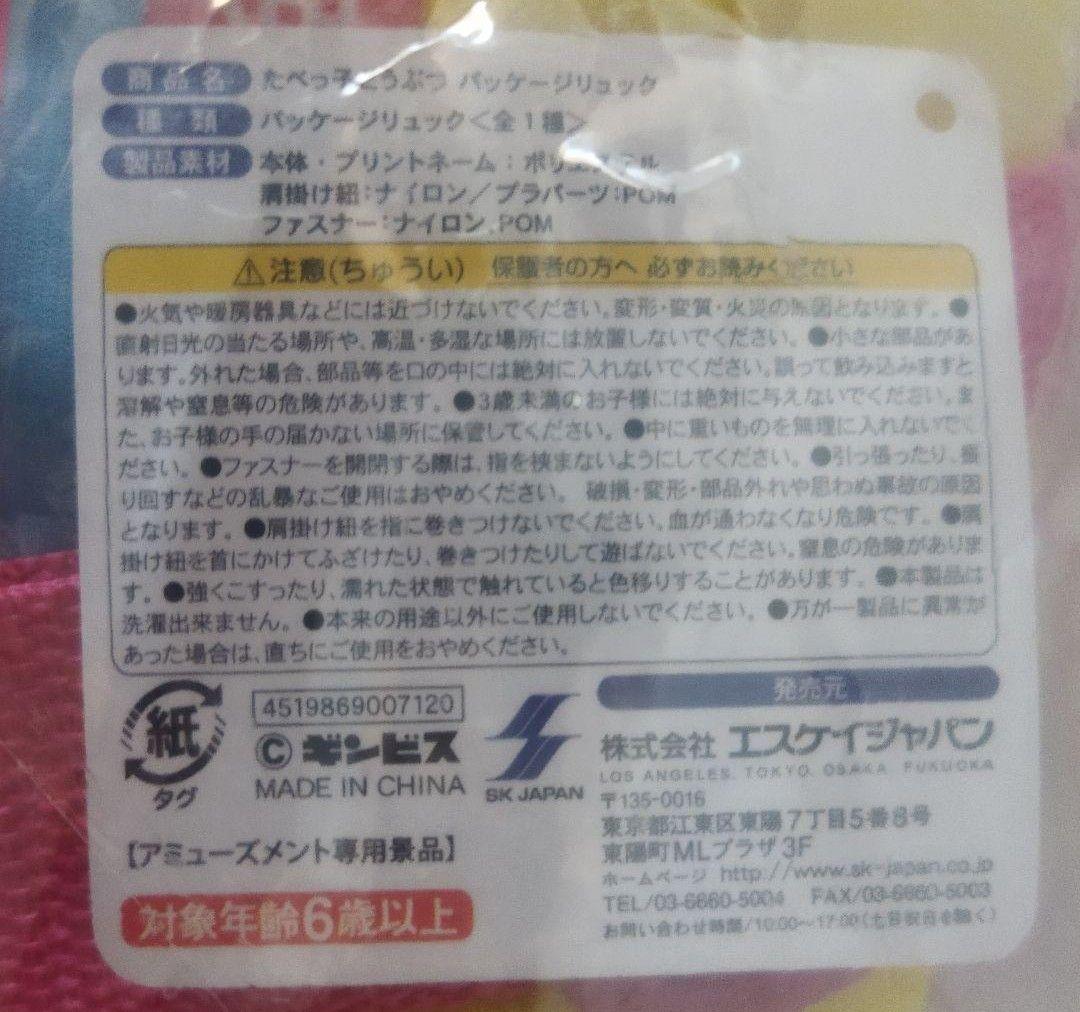 商品名 たべっ子どうぶつ パッケージリュック
種類 パッケージリュック<全1種>
製品素材 本体・プリントネーム：ポリエステル
肩掛け紐：ナイロン／プラパーツ：POM
ファスナー：ナイロン、POM
⚠注意(ちゅうい) 保護者の方へ 必ずお読みください
●火気や暖房器具などには近づけないでください。変形・変質・火災の原因となります。●
直射日光の当たる場所や、高温・多湿な場所には放置しないでください。●小さな部品があ
ります。外れた場合、部品等を口の中には絶対に入れないでください。誤って飲み込みますと
溶解や窒息等の危険があります。●3歳未満のお子様には絶対に与えないでください。ま
た、お子様の手の届かない場所に保管してください。●中に重いものを無理に入れないでく
ださい。●ファスナーを開閉する際は、指を挟まないようにしてください。●引っ張ったり、振
り回すなどの乱暴なご使用はおやめください。破損・変形・部品外れや思わぬ事故の原因
となります。●肩掛け紐を指に巻きつけないでください。血が通わなくなり危険です。●肩
掛け紐を首にかけてふざけたり、巻きつけたりして遊ばないでください。窒息の危険がありま
す。●強くこすったり、濡れた状態で触れていると色移りすることがあります。●本製品は
洗濯出来ません。●本来の用途以外にご使用しないでください。●万が一製品に異常が
あった場合は、直ちにご使用をおやめください。
紙
タグ
4519869007120
©ギンビス
MADE IN CHINA
SK JAPAN
【アミューズメント専用景品】
対象年齢6歳以上
発売元
株式会社 エスケイジャパン
LOS ANGELES. TOKYO. OSAKA. FUKUOKA
〒135-0016
東京都江東区東陽7丁目5番8号
東陽町MLプラザ3F
ホームページ http://www.sk-japan.co.jp
TEL/03-6660-5004 FAX/03-6660-5003
お問い合わせ時間/10:00〜17:00(土日祝日を除く)